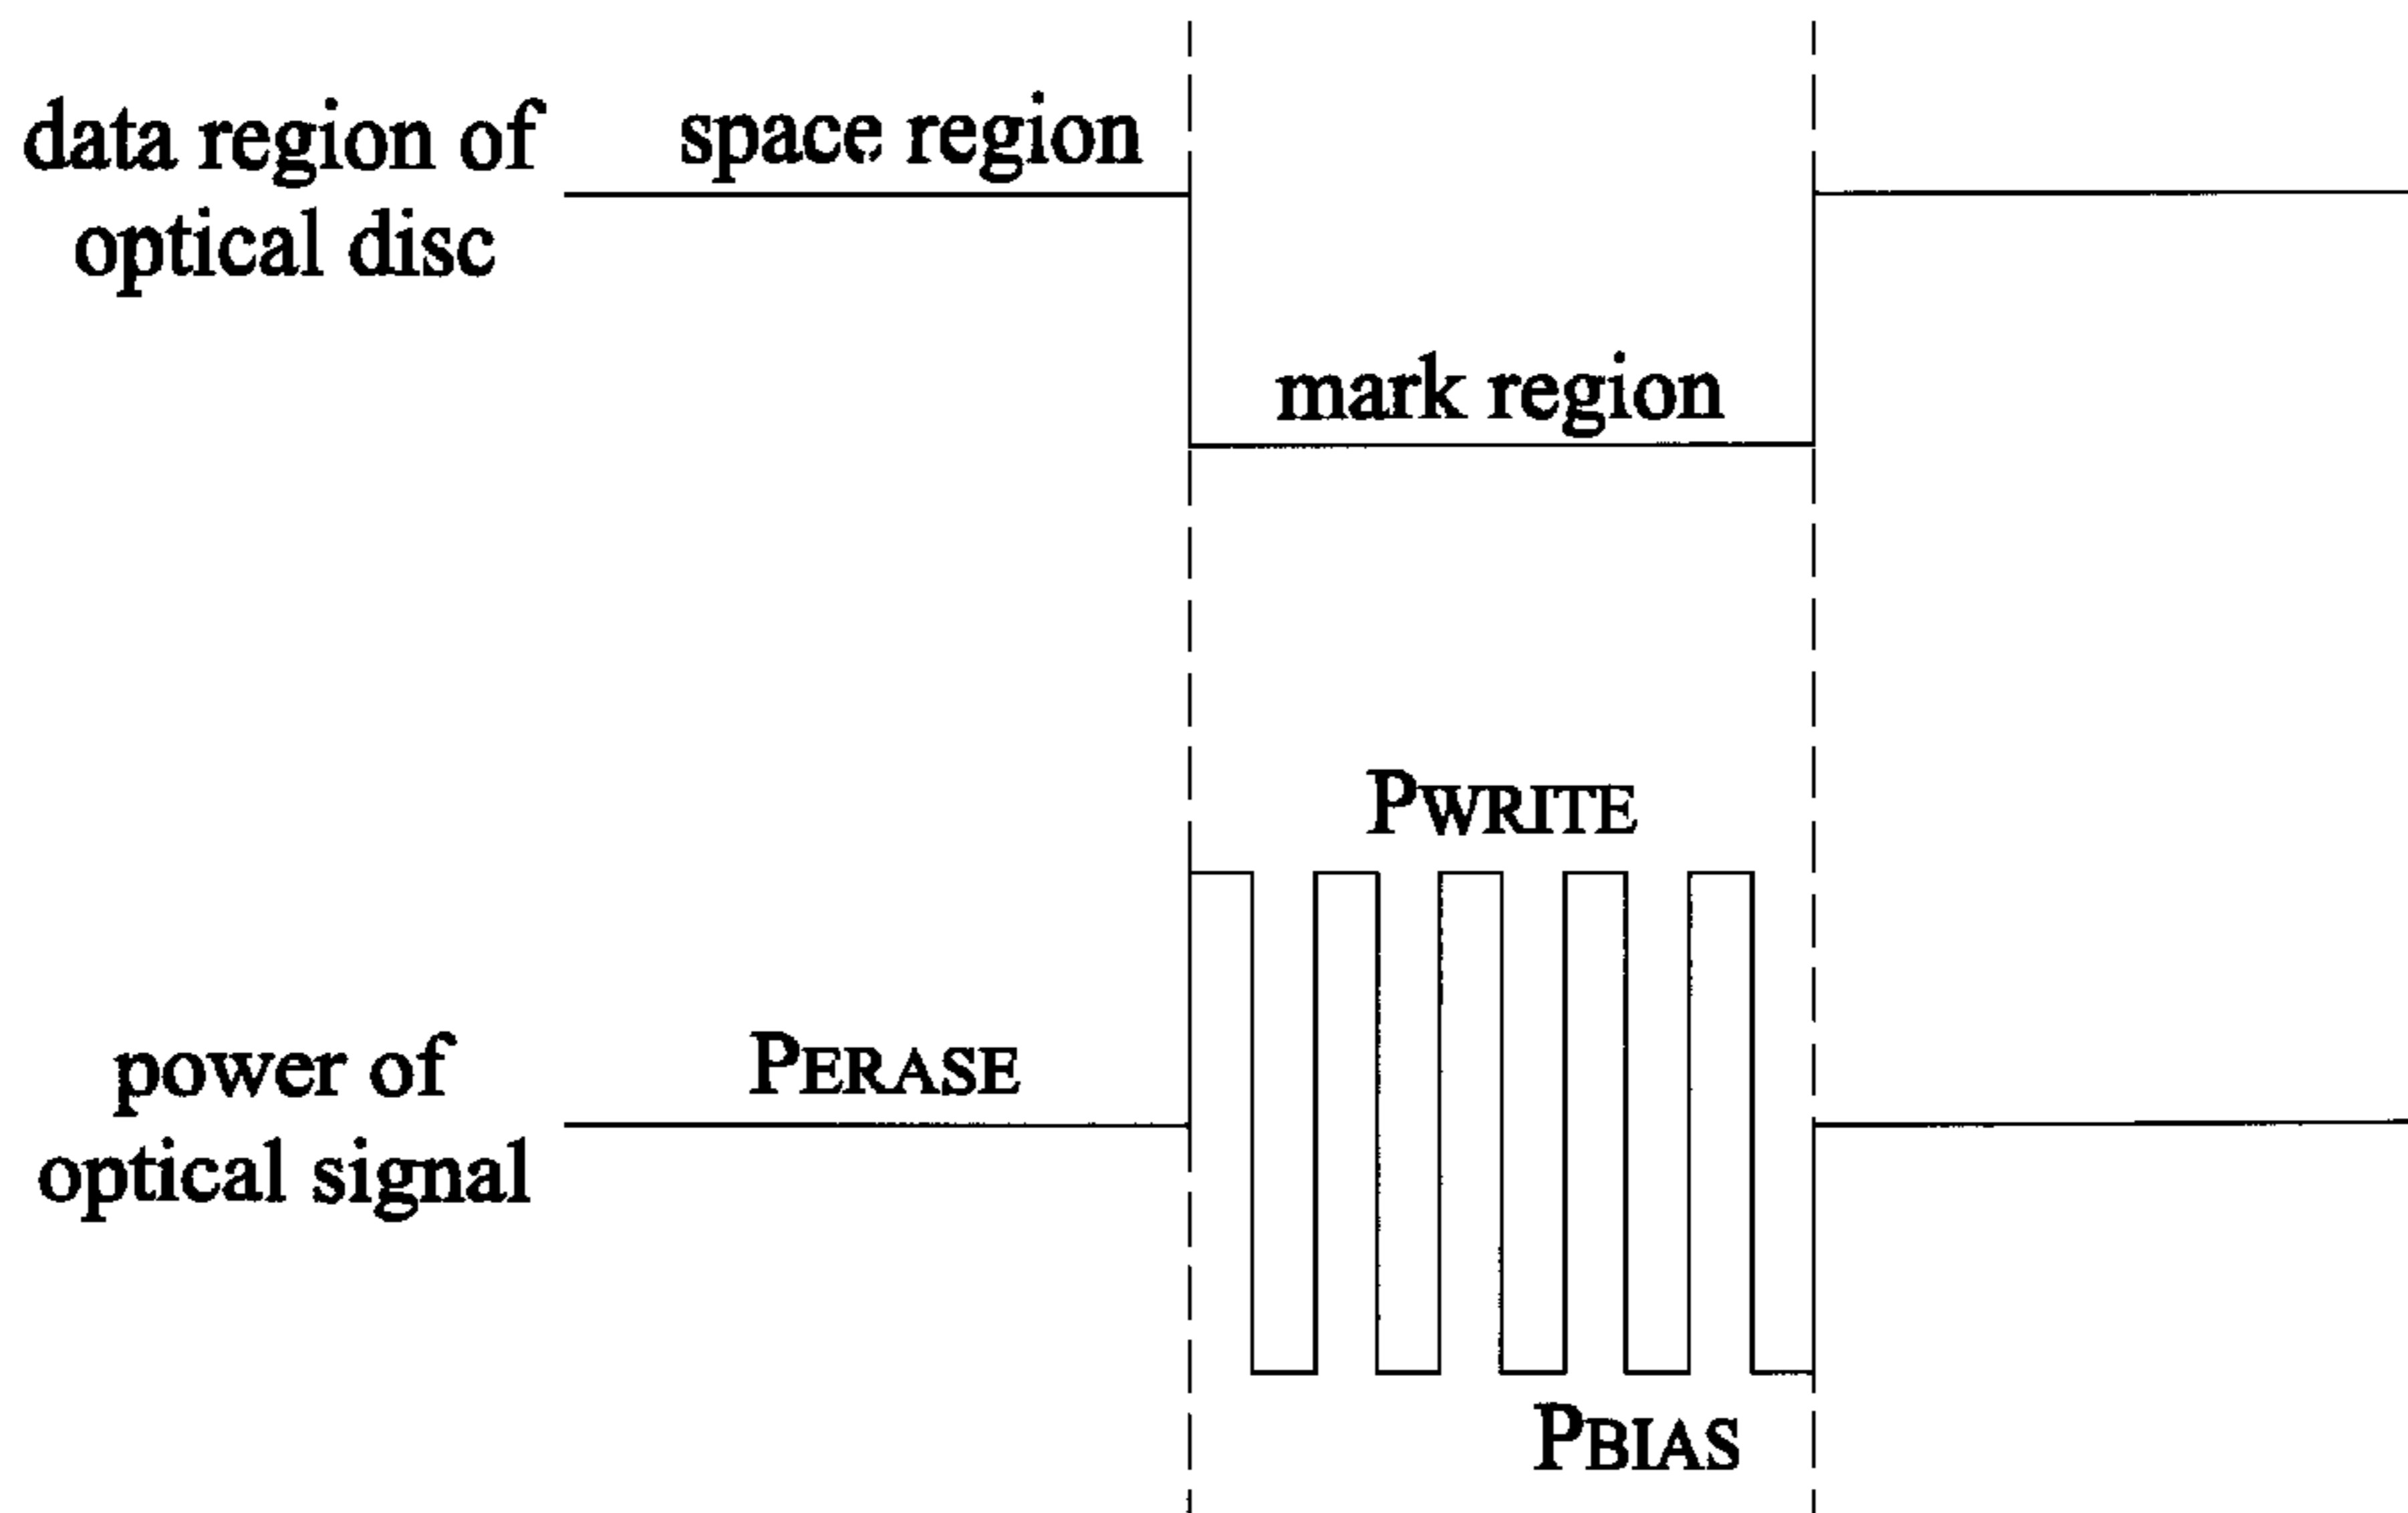 data region of
optical disc
space region
mark region
PWRITE
power of
optical signal
PERASE
PBIAS